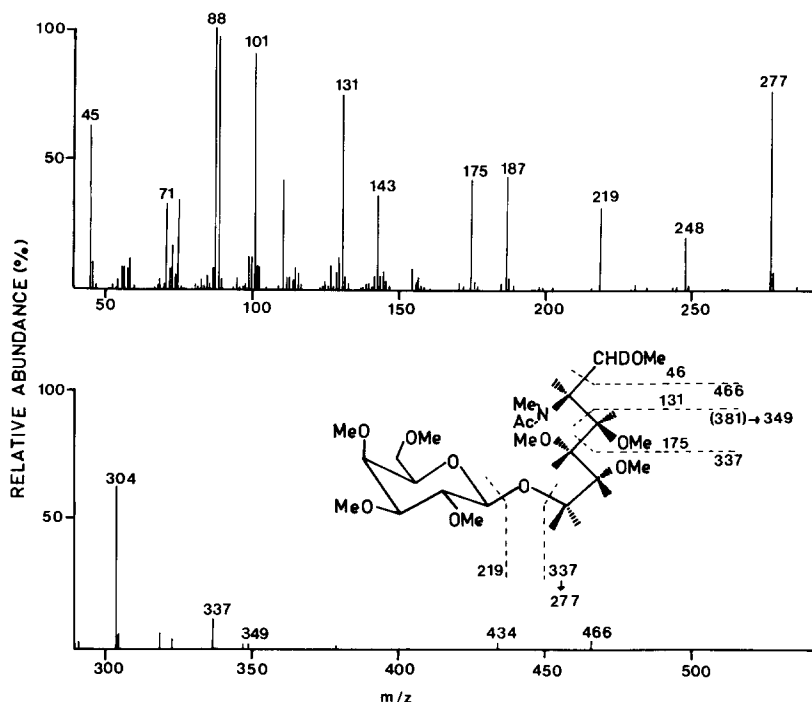 RELATIVE ABUNDANCE (%)
100
50
45
71
88
101
131
143
175
187
219
248
277
50
100
150
200
250
100
50
304
337
349
434
466
300
350
400
450
500
m/z
CHDOMe
46
466
Me
N
Ac
131
(381)→349
MeO
OMe
175
337
OMe
MeO
OMe
O
O
MeO
OMe
219
337
277